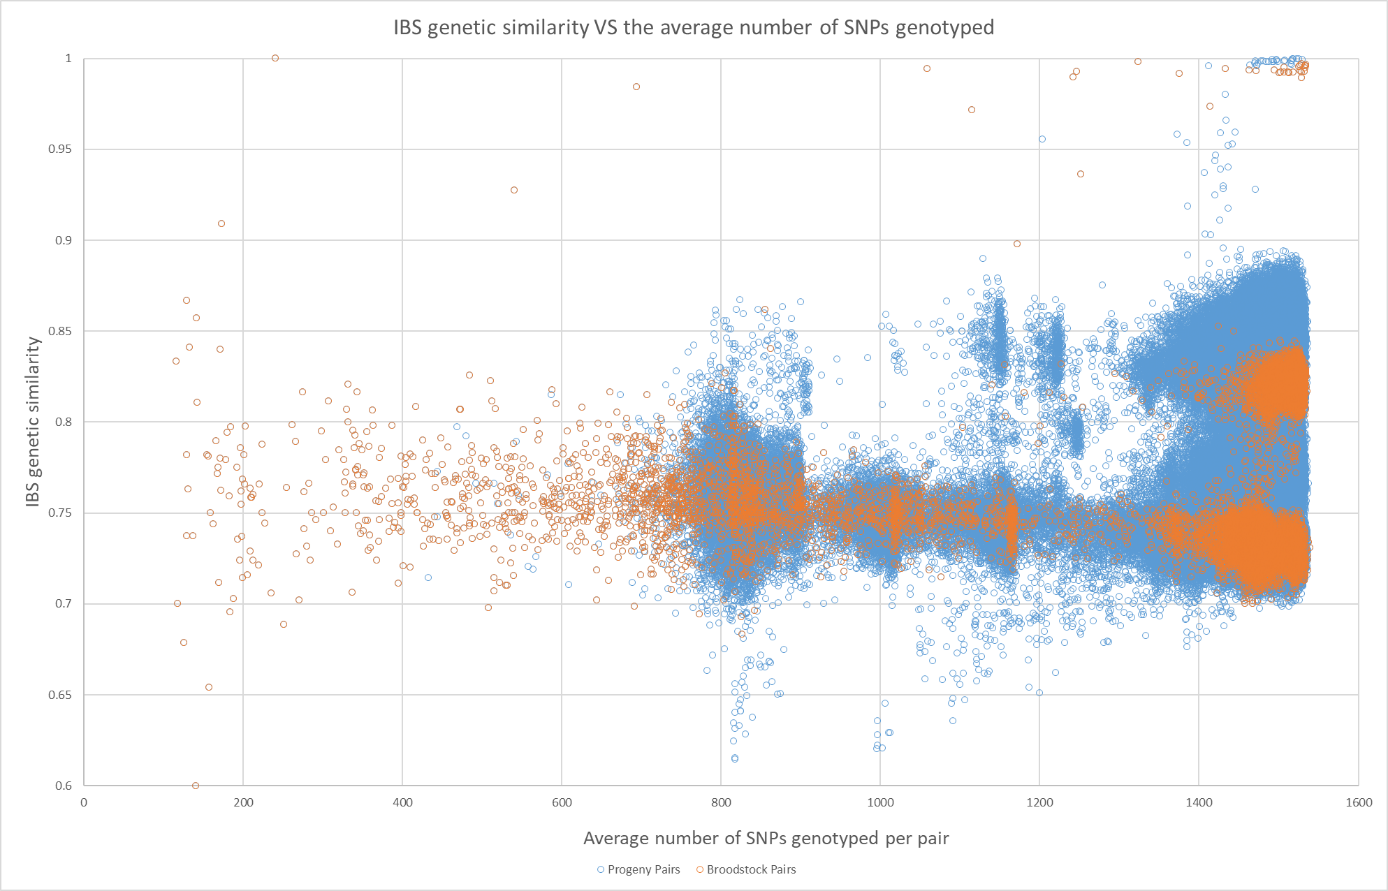 IBS genetic similarity VS the average number of SNPs genotyped
1
0.95
0.9
0.85
0.8
0.75
0.7
0.65
0.6
IBS genetic similarity
0 200 400 600 800 1000 1200 1400 1600
Average number of SNPs genotyped per pair
Progeny Pairs Broodstock Pairs